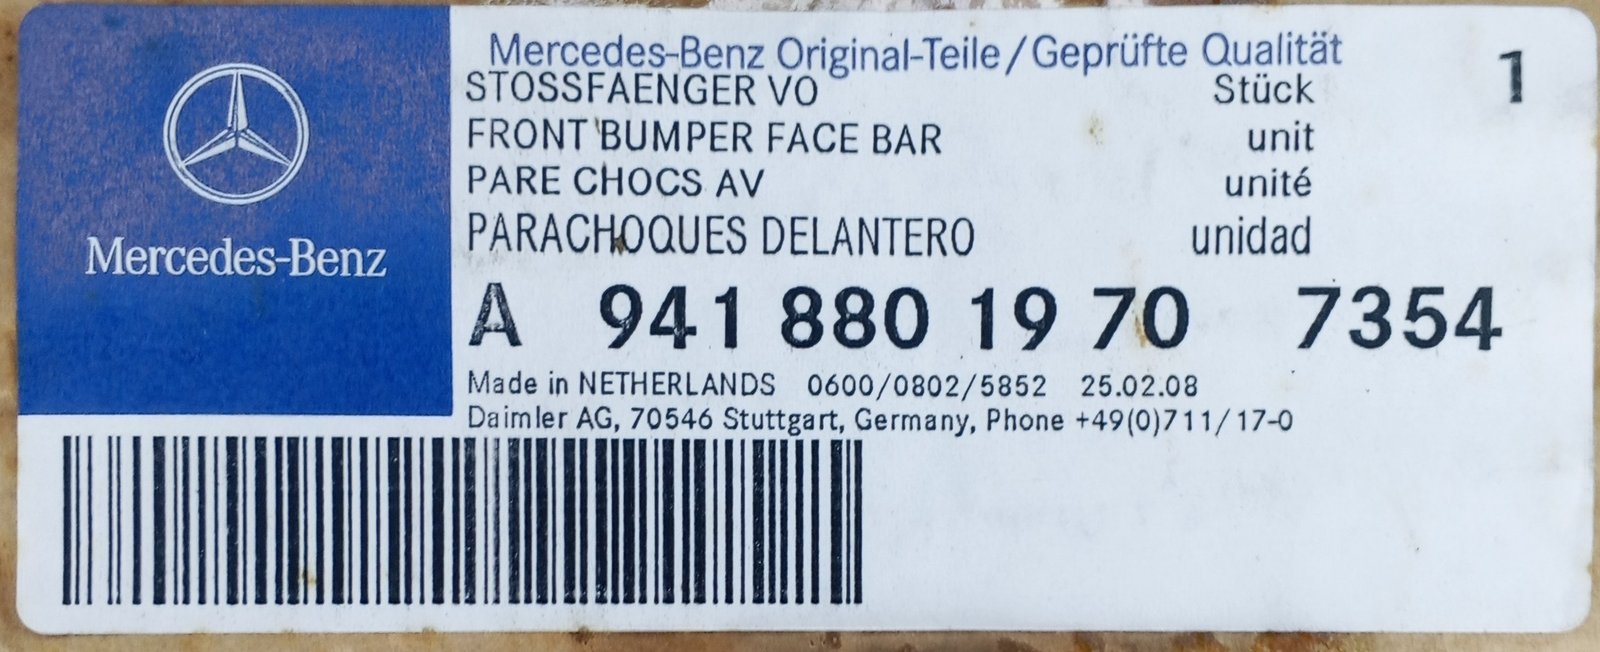 Mercedes-Benz
Mercedes-Benz Original-Teile/Geprüfte Qualität
STOSSFAENGER VO Stück 1
FRONT BUMPER FACE BAR unit
PARE CHOCS AV unité
PARACHOQUES DELANTERO unidad
A 941 880 19 70 7354
Made in NETHERLANDS 0600/0802/5852 25.02.08
Daimler AG, 70546 Stuttgart, Germany, Phone +49(0)711/17-0